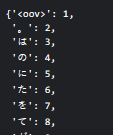 {'<oov>': 1,
'。': 2,
'は': 3,
'の': 4,
'に': 5,
'た': 6,
'を': 7,
'て': 8,